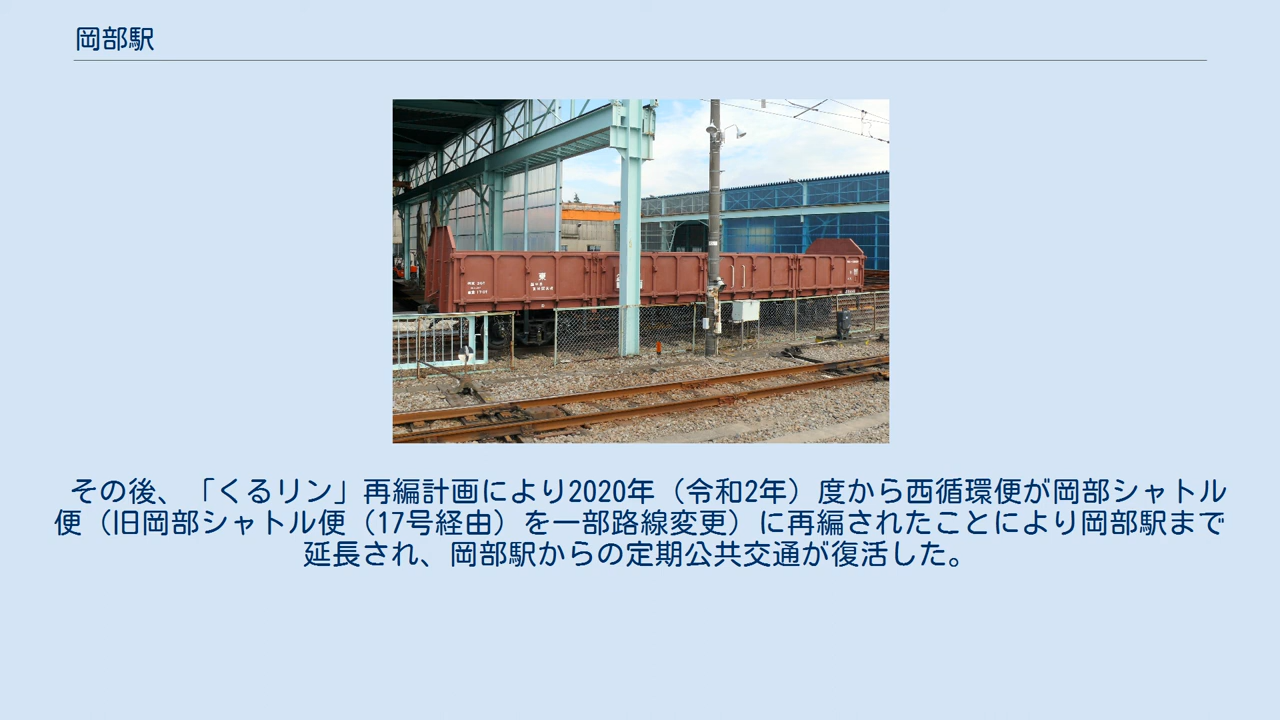 岡部駅
東
その後、「くるリン」再編計画により2020年（令和2年）度から西循環便が岡部シャトル
便（旧岡部シャトル便（17号経由）を一部路線変更）に再編されたことにより岡部駅まで
延長され、岡部駅からの定期公共交通が復活した。